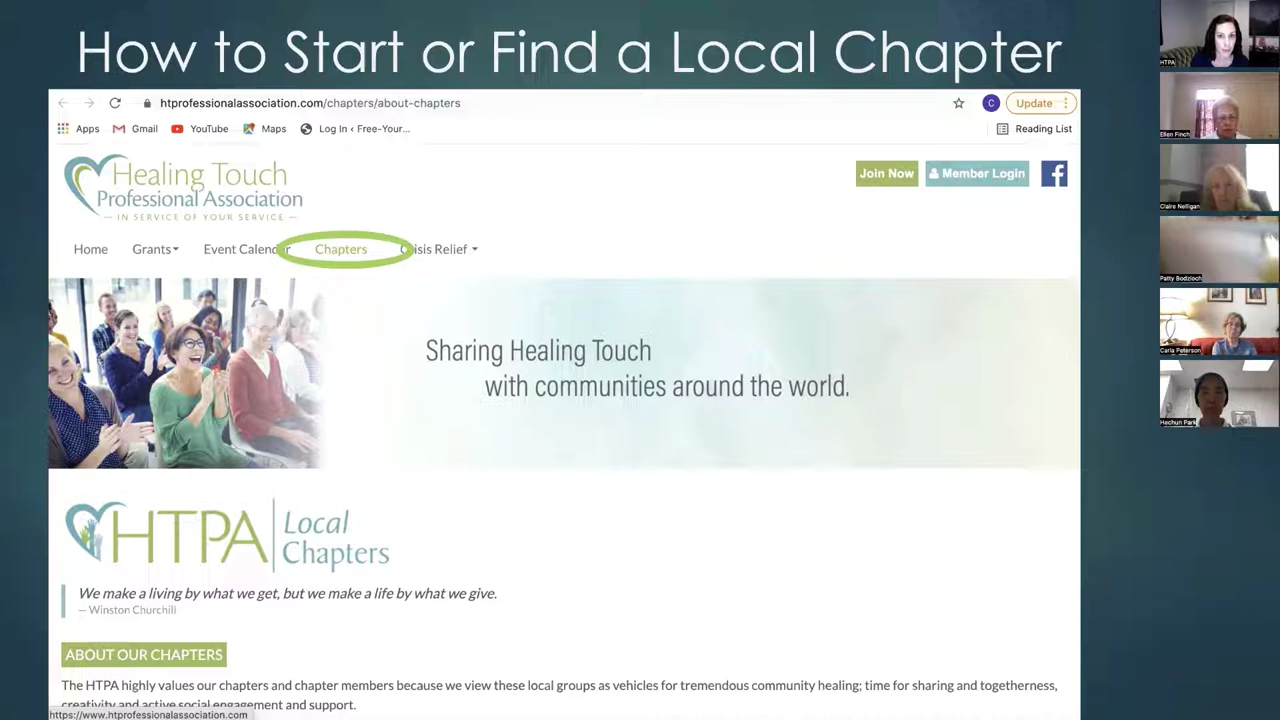 How to Start or Find a Local Chapter
htprofessionalassociation.com/chapters/about-chapters
C
Update
Apps
Gmail
YouTube
Maps
Log In ‹ Free-Your...
Reading List
Healing Touch
Professional Association
— IN SERVICE OF YOUR SERVICE —
Join Now
Member Login
f
Home
Grants
Event Calendar
Chapters
Crisis Relief
Sharing Healing Touch
with communities around the world.
HTPA
Local
Chapters
We make a living by what we get, but we make a life by what we give.
— Winston Churchill
ABOUT OUR CHAPTERS
The HTPA highly values our chapters and chapter members because we view these local groups as vehicles for tremendous community healing; time for sharing and togetherness,
creativity and active social engagement and support.
https://www.htprofessionalassociation.com
HTPA
Ellen Finch
Claire Nelligan
Patty Bodzioch
Carla Peterson
Hechun Park